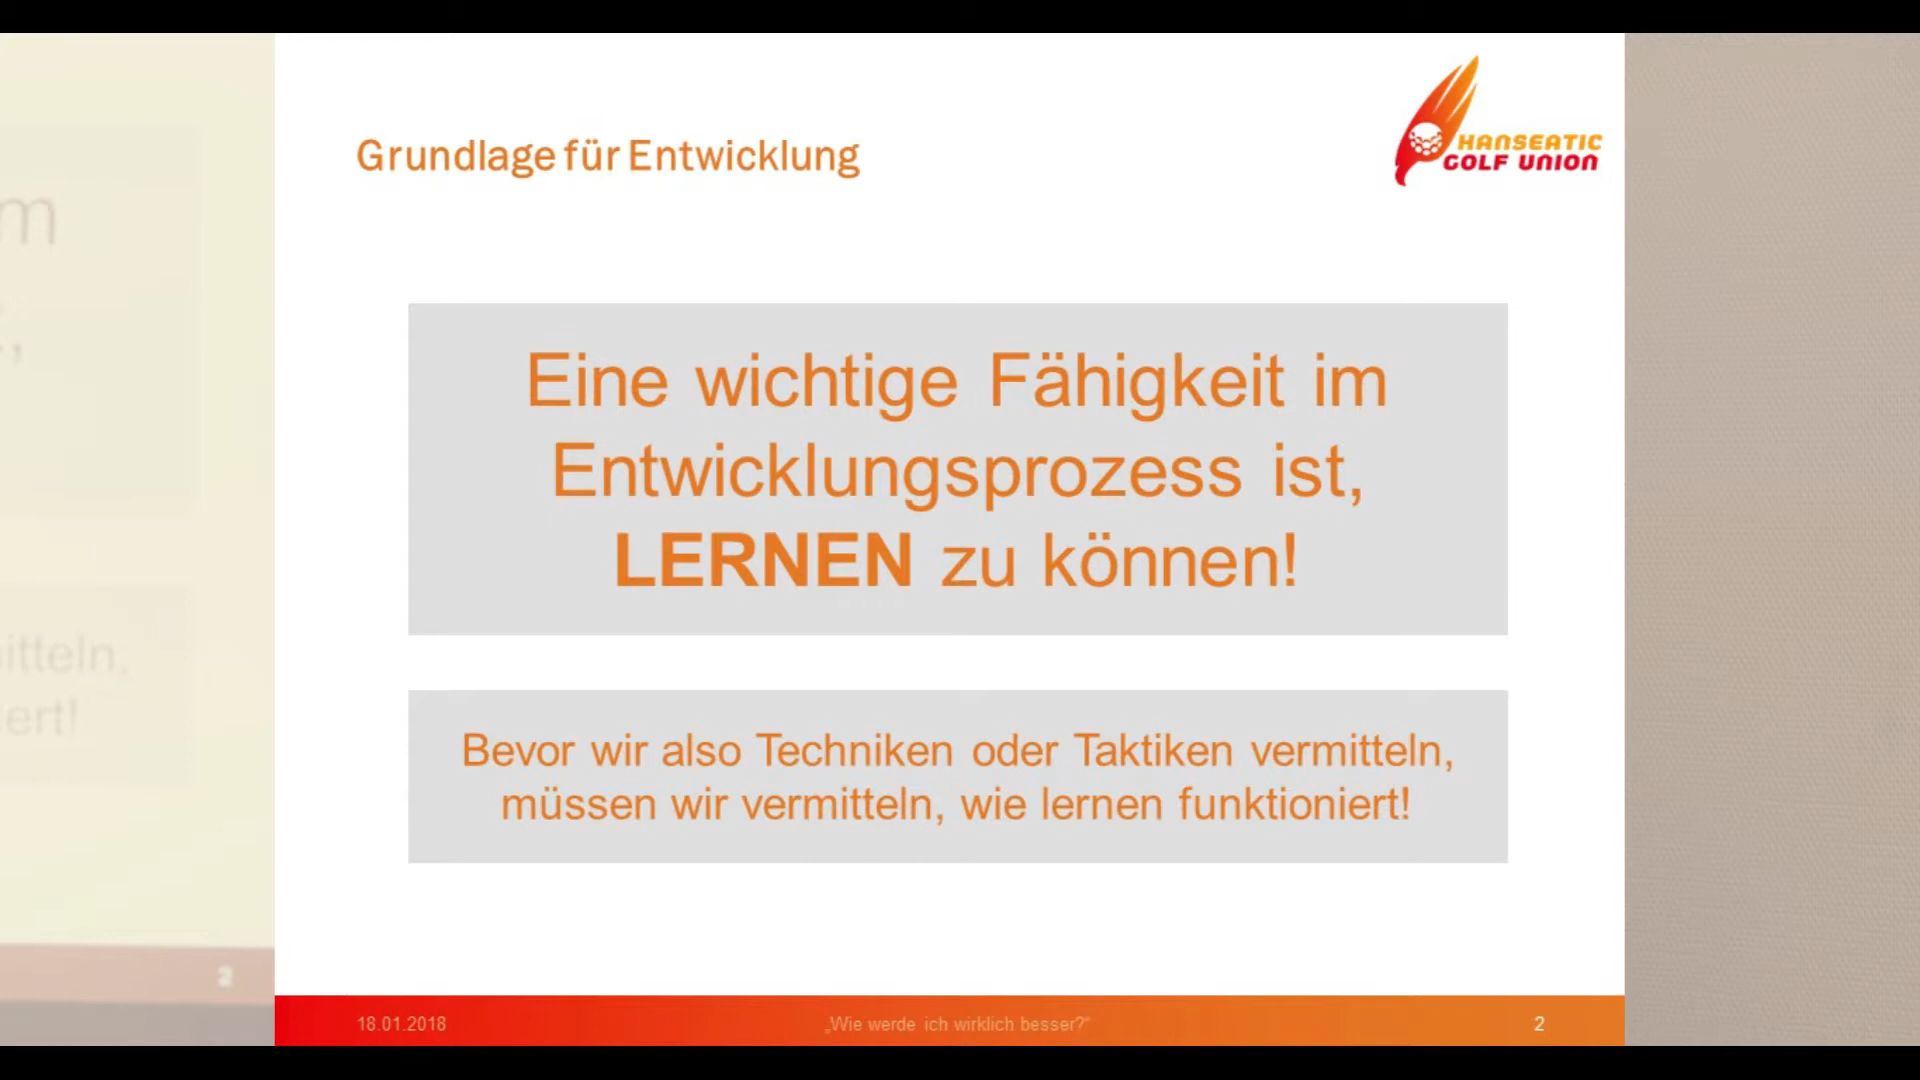 Grundlage für Entwicklung
HANSEATIC
GOLF UNION
Eine wichtige Fähigkeit im
Entwicklungsprozess ist,
LERNEN zu können!
Bevor wir also Techniken oder Taktiken vermitteln,
müssen wir vermitteln, wie lernen funktioniert!
18.01.2018
„Wie werde ich wirklich besser?“
2